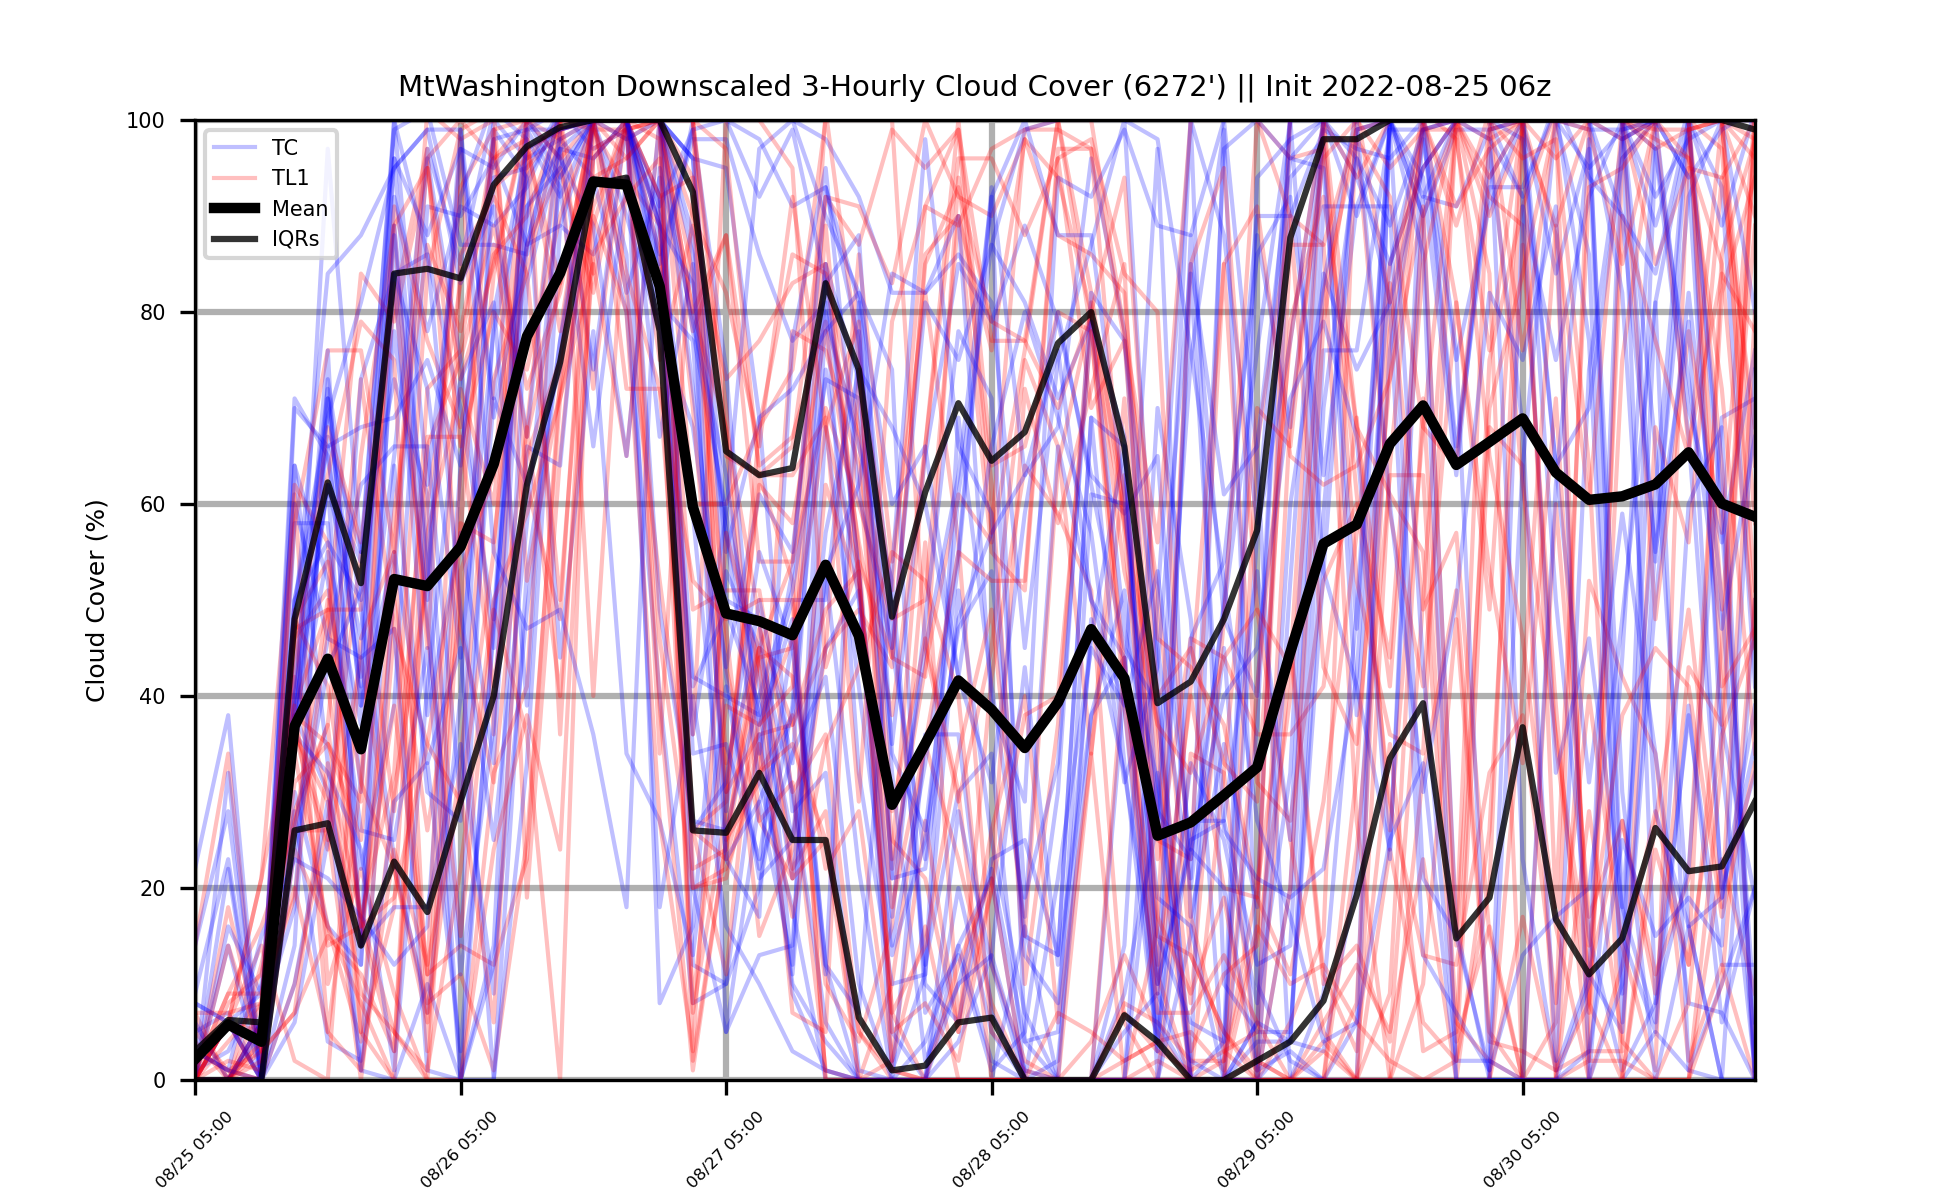 MtWashington Downscaled 3-Hourly Cloud Cover (6272') || Init 2022-08-25 06z
100
80
60
40
20
0
Cloud Cover (%)
TC
TL1
Mean
IQRs
08/25 05:00
08/26 05:00
08/27 05:00
08/28 05:00
08/29 05:00
08/30 05:00